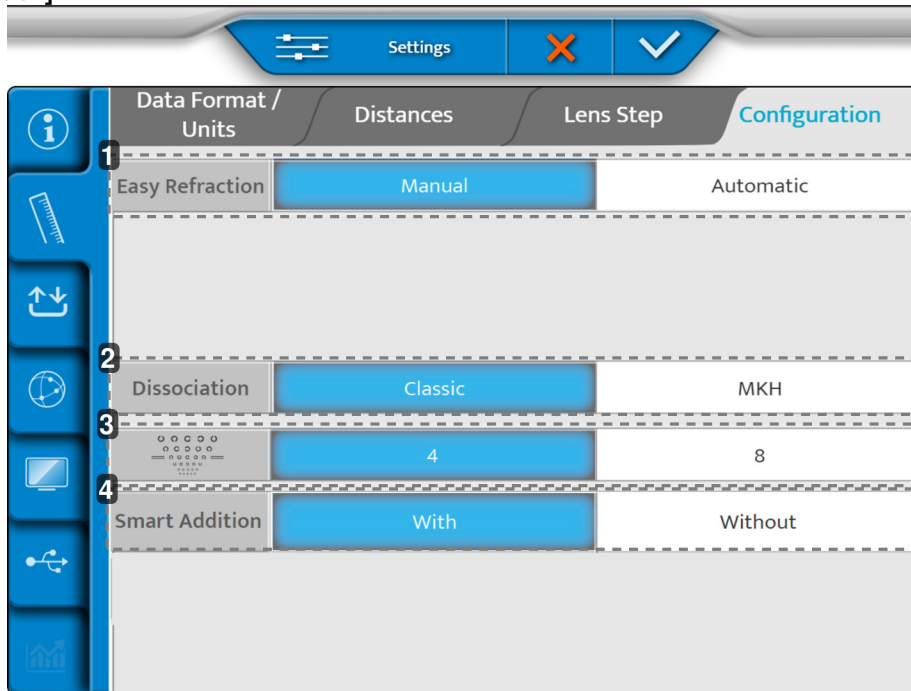 Settings
Data Format /
Units
Distances
Lens Step
Configuration
1
Easy Refraction
Manual
Automatic
2
Dissociation
Classic
MKH
3
4
8
4
Smart Addition
With
Without